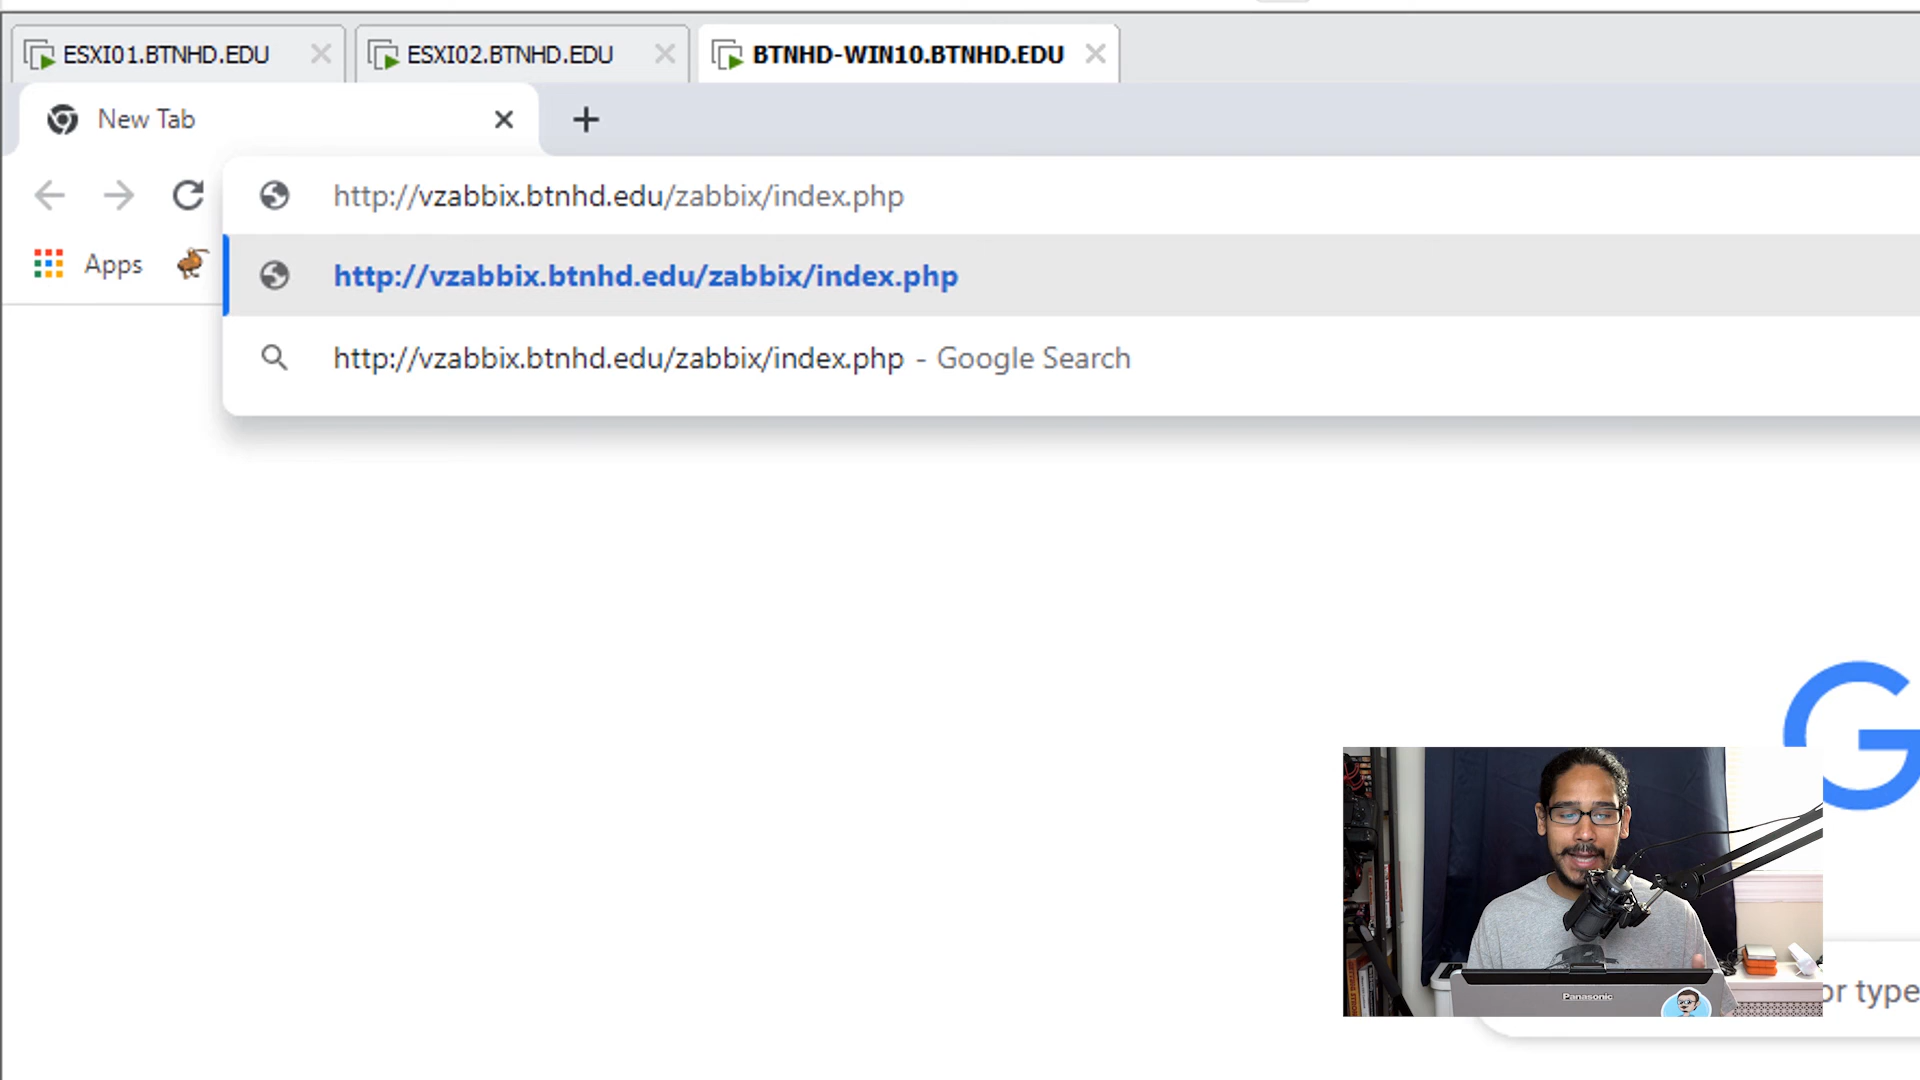 ESXI01.BTNHD.EDU
ESXI02.BTNHD.EDU
BTNHD-WIN10.BTNHD.EDU
New Tab
http://vzabbix.btnhd.edu/zabbix/index.php
Apps
http://vzabbix.btnhd.edu/zabbix/index.php
http://vzabbix.btnhd.edu/zabbix/index.php - Google Search
G
or type
Panasonic